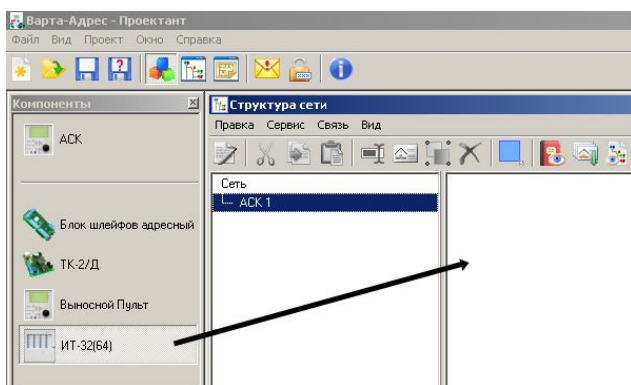 Варта-Адрес - Проектант
Файл Вид Проект Окно Справка
Компоненты
АСК
Блок шлейфов адресный
ТК-2/Д
Выносной Пульт
ИТ-32(64)
Структура сети
Правка Сервис Связь Вид
Сеть
АСК 1